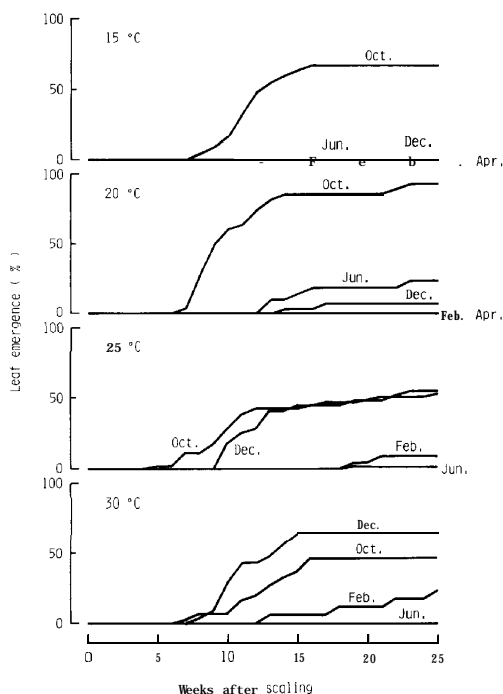 100
15 °C
Oct.
50
Jun.
Dec.
0
- F e b . Apr.
100
20 °C
Oct.
50
Jun.
Dec.
0
Feb. Apr.
Leaf emergence ( % )
100
25 °C
50
Oct.
Dec.
Feb.
0
Jun.
100
30 °C
Dec.
50
Oct.
Feb.
Jun.
0
0 5 10 15 20 25
Weeks after scaling